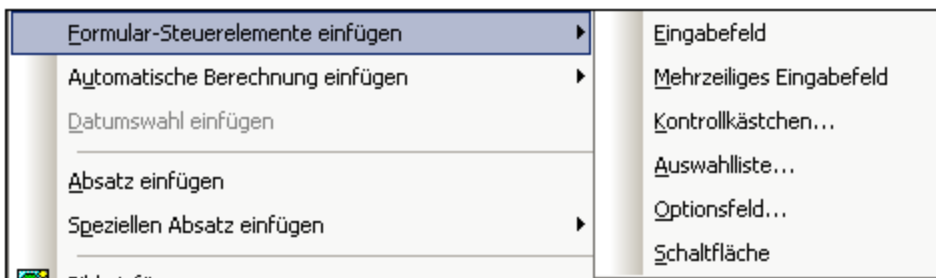 Formular-Steuerelemente einfügen
Automatische Berechnung einfügen
Datumswahl einfügen
Absatz einfügen
Speziellen Absatz einfügen
Eingabefeld
Mehrzeiliges Eingabefeld
Kontrollkästchen...
Auswahlliste...
Optionsfeld...
Schaltfläche